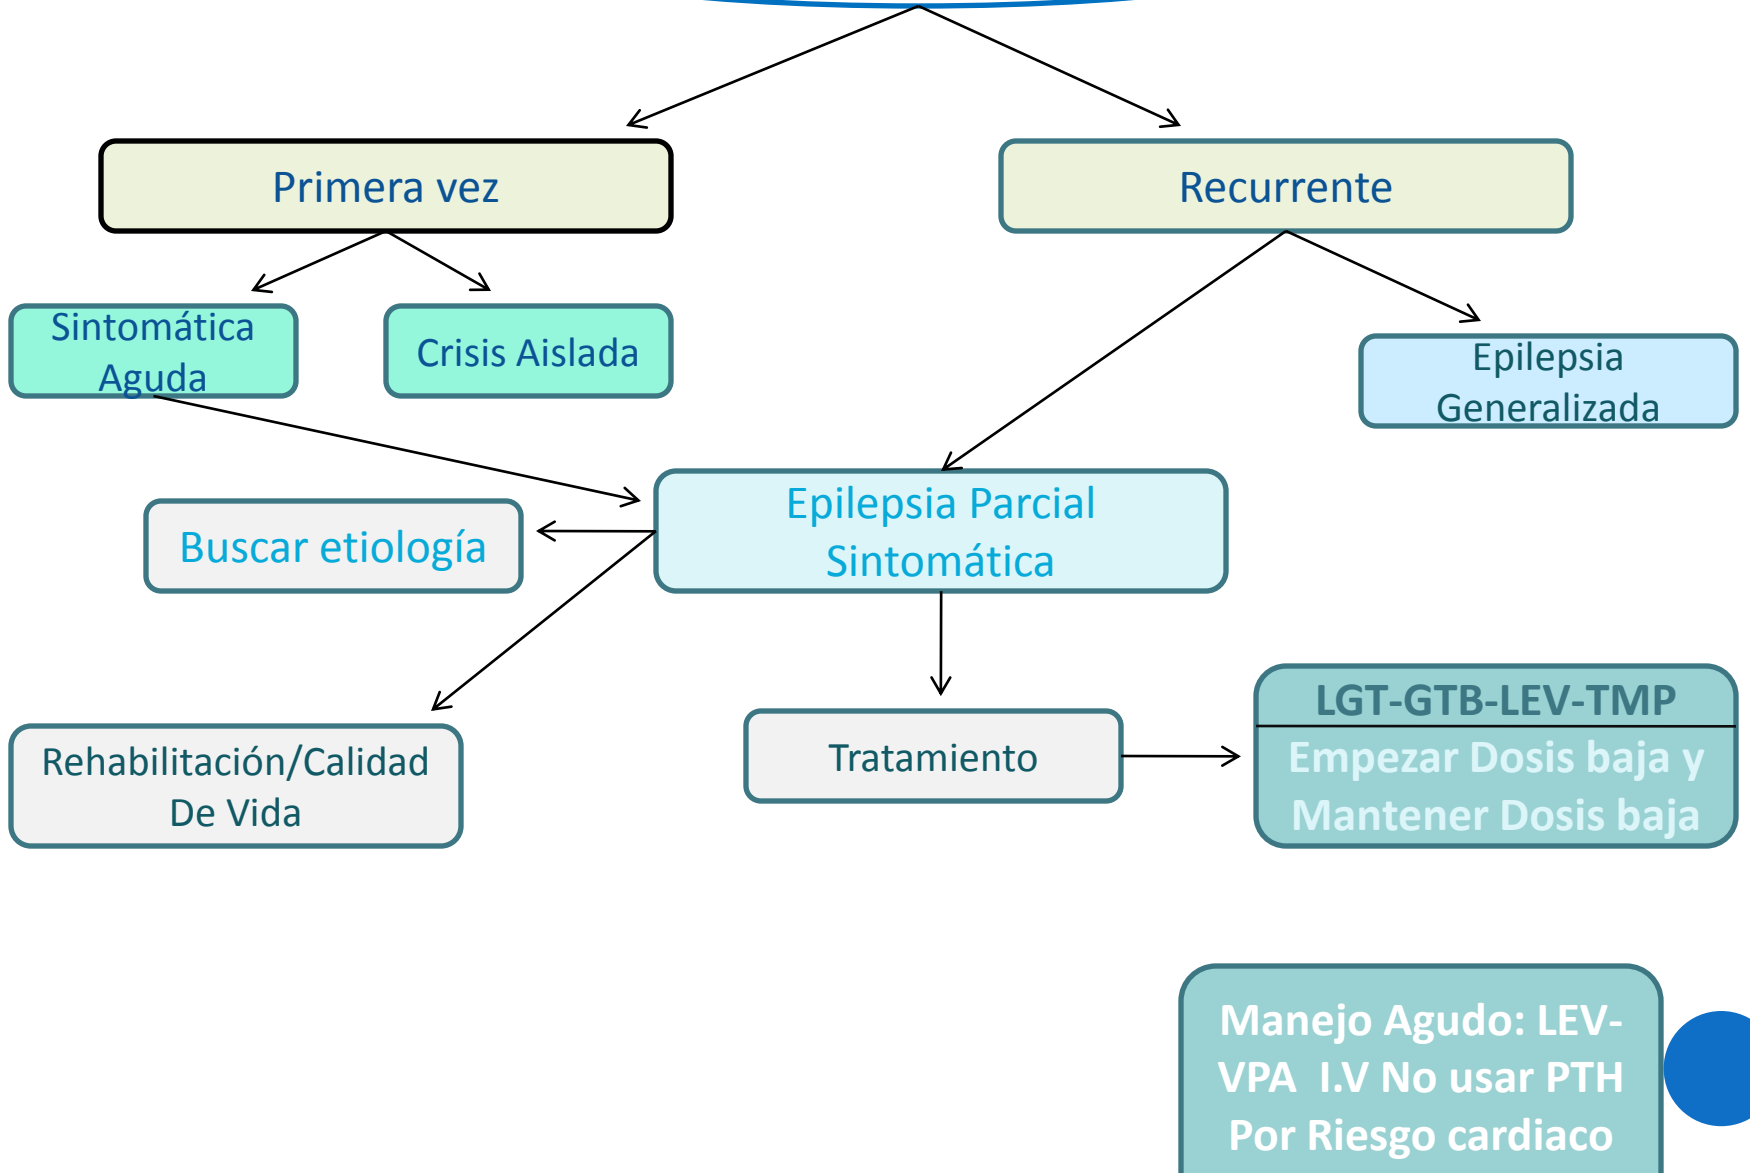 Primera vez
Recurrente
Sintomática
Aguda
Crisis Aislada
Epilepsia
Generalizada
Epilepsia Parcial
Sintomática
Buscar etiología
Rehabilitación/Calidad
De Vida
Tratamiento
LGT-GTB-LEV-TMP
Empezar Dosis baja y
Mantener Dosis baja
Manejo Agudo: LEV-
VPA I.V No usar PTH
Por Riesgo cardiaco